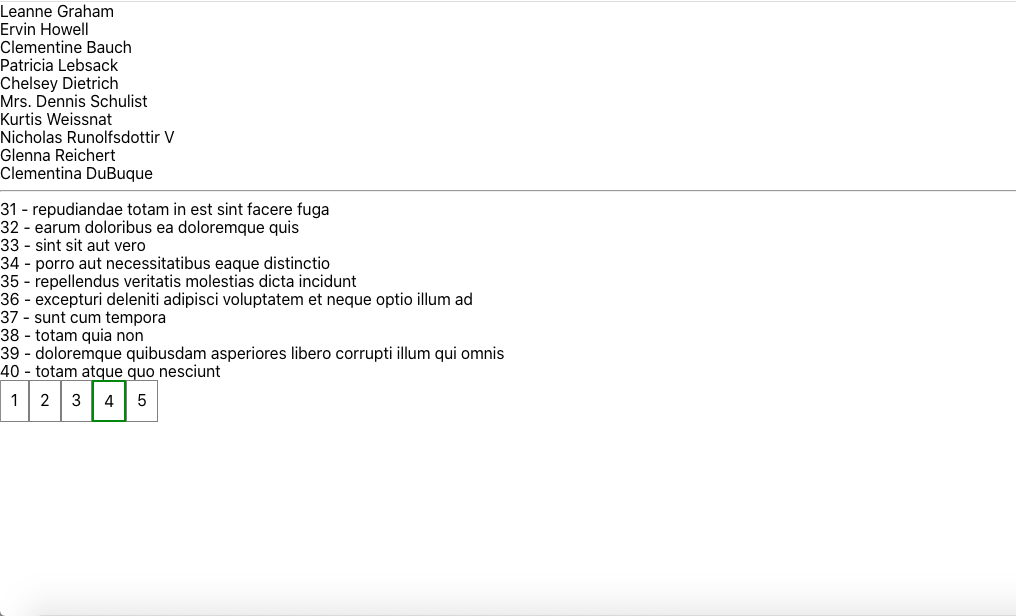 Leanne Graham
Ervin Howell
Clementine Bauch
Patricia Lebsack
Chelsey Dietrich
Mrs. Dennis Schulist
Kurtis Weissnat
Nicholas Runolfsdottir V
Glenna Reichert
Clementina DuBuque
31 - repudiandae totam in est sint facere fuga
32 - earum doloribus ea doloremque quis
33 - sint sit aut vero
34 - porro aut necessitatibus eaque distinctio
35 - repellendus veritatis molestias dicta incidunt
36 - excepturi deleniti adipisci voluptatem et neque optio illum ad
37 - sunt cum tempora
38 - totam quia non
39 - doloremque quibusdam asperiores libero corrupti illum qui omnis
40 - totam atque quo nesciunt
1 2 3 4 5